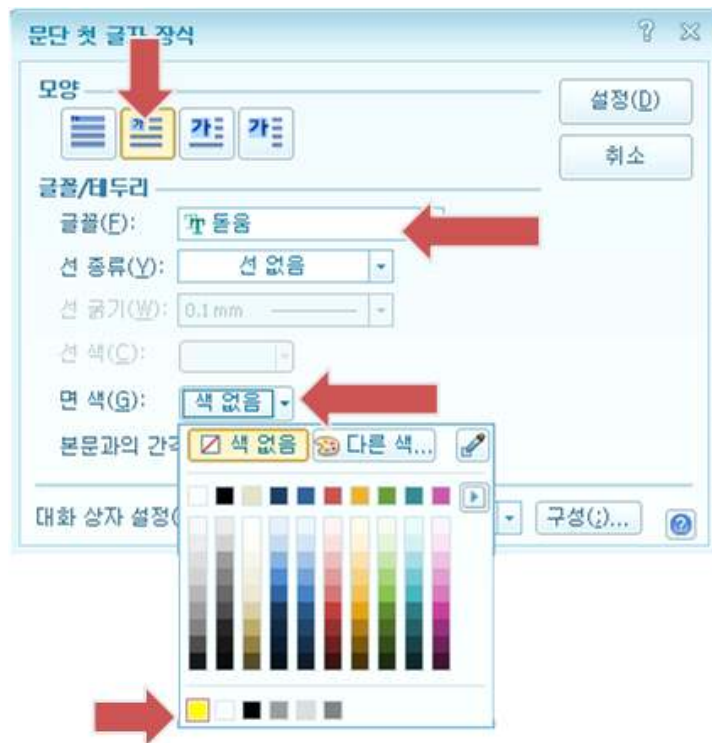 문단 첫 글자 장식
모양
설정(D)
가 가 가
취소
글꼴/테두리
글꼴(F): 돋움
선 종류(Y): 선 없음
선 굵기(W): 0.1 mm
선 색(C):
면 색(G): 색 없음
본문과의
색 없음 다른 색...
대화 상자 설정( 구성(;)...